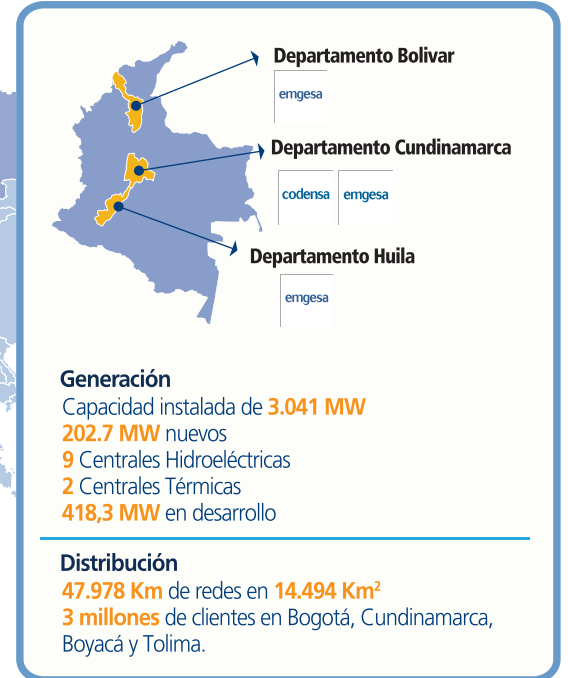 Departamento Bolivar
emgesa
Departamento Cundinamarca
codensa emgesa
Departamento Huila
emgesa
Generación
Capacidad instalada de 3.041 MW
202.7 MW nuevos
9 Centrales Hidroeléctricas
2 Centrales Térmicas
418,3 MW en desarrollo
Distribución
47.978 Km de redes en 14.494 Km²
3 millones de clientes en Bogotá, Cundinamarca,
Boyacá y Tolima.